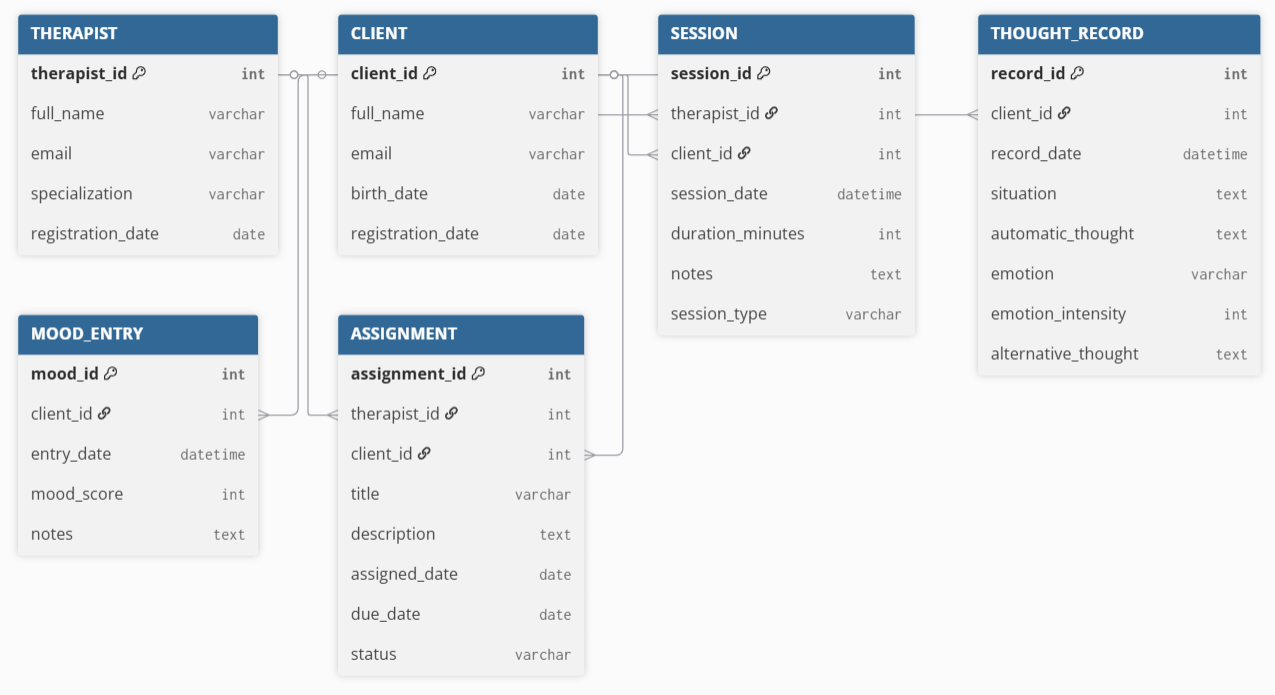 THERAPIST
therapist_id int
full_name varchar
email varchar
specialization varchar
registration_date date
CLIENT
client_id int
full_name varchar
email varchar
birth_date date
registration_date date
SESSION
session_id int
therapist_id int
client_id int
session_date datetime
duration_minutes int
notes text
session_type varchar
THOUGHT_RECORD
record_id int
client_id int
record_date datetime
situation text
automatic_thought text
emotion varchar
emotion_intensity int
alternative_thought text
MOOD_ENTRY
mood_id int
client_id int
entry_date datetime
mood_score int
notes text
ASSIGNMENT
assignment_id int
therapist_id int
client_id int
title varchar
description text
assigned_date date
due_date date
status varchar